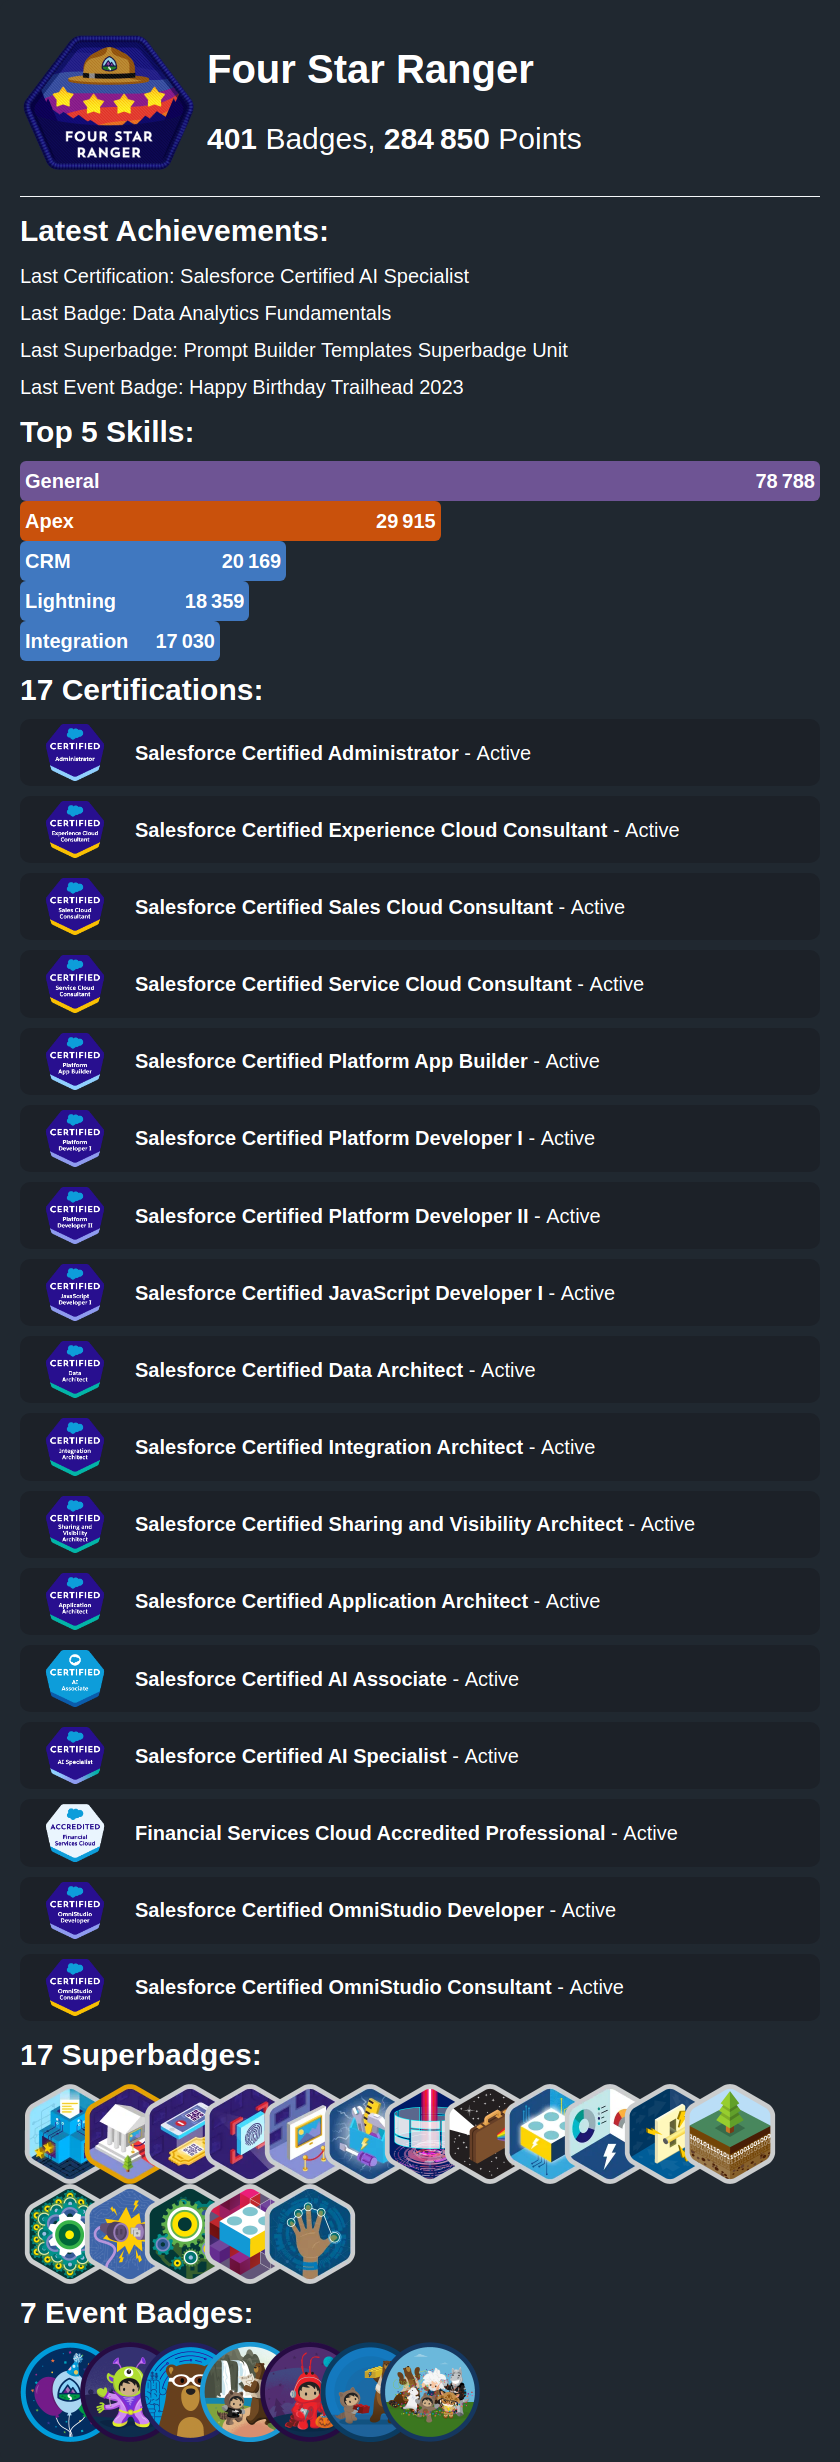 FOUR STAR
RANGER
Four Star Ranger
401 Badges, 284 850 Points
Latest Achievements:
Last Certification: Salesforce Certified AI Specialist
Last Badge: Data Analytics Fundamentals
Last Superbadge: Prompt Builder Templates Superbadge Unit
Last Event Badge: Happy Birthday Trailhead 2023
Top 5 Skills:
General 78 788
Apex 29 915
CRM 20 169
Lightning 18 359
Integration 17 030
17 Certifications:
CERTIFIED
Administrator
Salesforce Certified Administrator - Active
CERTIFIED
Experience Cloud
Consultant
Salesforce Certified Experience Cloud Consultant - Active
CERTIFIED
Sales Cloud
Consultant
Salesforce Certified Sales Cloud Consultant - Active
CERTIFIED
Service Cloud
Consultant
Salesforce Certified Service Cloud Consultant - Active
CERTIFIED
Platform
App Builder
Salesforce Certified Platform App Builder - Active
CERTIFIED
Platform
Developer I
Salesforce Certified Platform Developer I - Active
CERTIFIED
Platform
Developer II
Salesforce Certified Platform Developer II - Active
CERTIFIED
JavaScript
Developer I
Salesforce Certified JavaScript Developer I - Active
CERTIFIED
Data
Architect
Salesforce Certified Data Architect - Active
CERTIFIED
Integration
Architect
Salesforce Certified Integration Architect - Active
CERTIFIED
Sharing and
Visibility
Architect
Salesforce Certified Sharing and Visibility Architect - Active
CERTIFIED
Application
Architect
Salesforce Certified Application Architect - Active
CERTIFIED
AI
Associate
Salesforce Certified AI Associate - Active
CERTIFIED
AI Specialist
Salesforce Certified AI Specialist - Active
ACCREDITED
Financial
Services Cloud
Financial Services Cloud Accredited Professional - Active
CERTIFIED
OmniStudio
Developer
Salesforce Certified OmniStudio Developer - Active
CERTIFIED
OmniStudio
Consultant
Salesforce Certified OmniStudio Consultant - Active
17 Superbadges:
7 Event Badges: